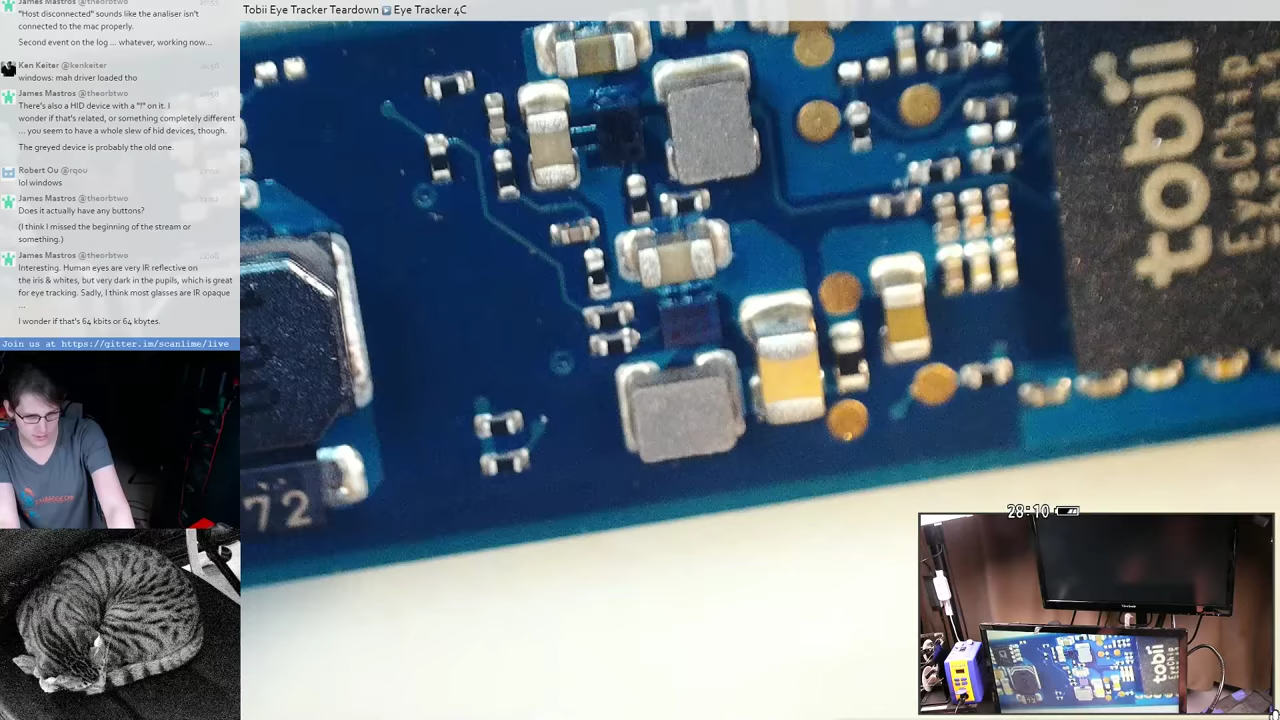 Tobii Eye Tracker Teardown ▶ Eye Tracker 4C
James Mastros @theorbtwo
"Host disconnected" sounds like the analiser isn't
connected to the mac properly.
Second event on the log ... whatever, working now...
Ken Keiter @kenkeiter
windows: mah driver loaded tho
James Mastros @theorbtwo
There's also a HID device with a "!" on it. I
wonder if that's related, or something completely different
... you seem to have a whole slew of hid devices, though.
The greyed device is probably the old one.
Robert Ou @rqou
lol windows
James Mastros @theorbtwo
Does it actually have any buttons?
(I think I missed the beginning of the stream or
something.)
James Mastros @theorbtwo
Interesting. Human eyes are very IR reflective on
the iris & whites, but very dark in the pupils, which is great
for eye tracking. Sadly, I think most glasses are IR opaque
...
I wonder if that's 64 kbits or 64 kbytes.
Join us at https://gitter.im/scanlime/live
tobii
EyeChip
72
28:10
tobii
EyeChip